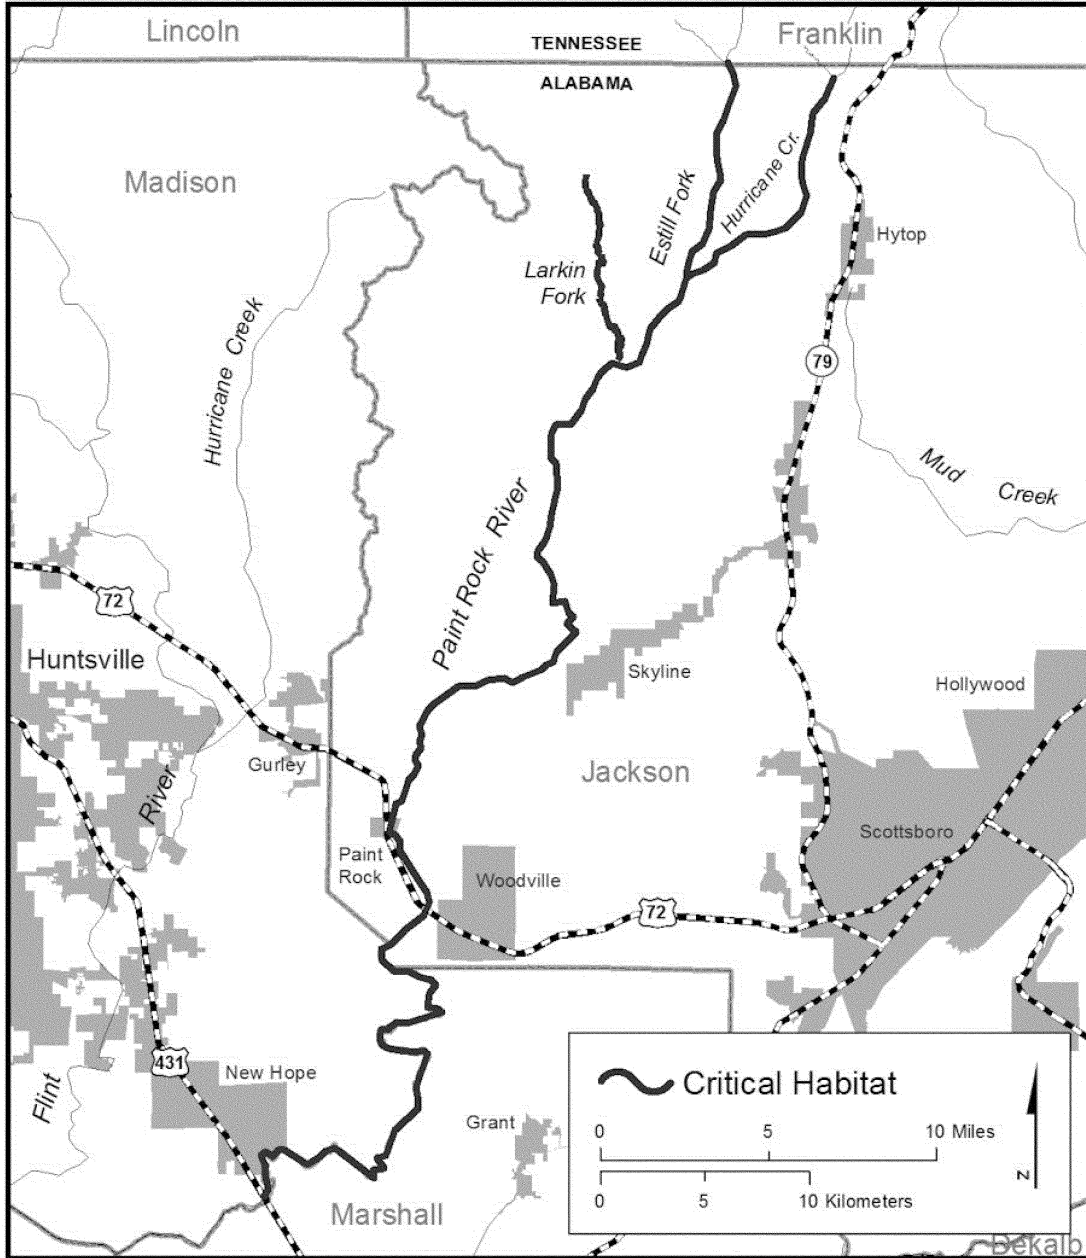 Lincoln
TENNESSEE
Franklin
ALABAMA
Madison
Hurricane Cr.
Estill Fork
Hytop
Larkin
Fork
Hurricane Creek
79
Mud Creek
Paint Rock River
72
Huntsville
Skyline
Hollywood
Gurley
Jackson
River
Scottsboro
Paint
Rock
Woodville
72
431
New Hope
Flint
Grant
Marshall
Critical Habitat
0 5 10 Miles
0 5 10 Kilometers
N
Dekalb